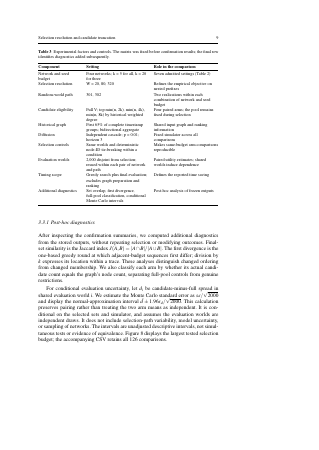 Selection resolution and candidate truncation 9
Table 3 Experimental factors and controls. The matrix was fixed before confirmation results; the final row
identifies diagnostics added subsequently.
Component Setting Role in the comparison
Network and seed Four networks; k = 5 for all, k = 20 Seven admitted settings (Table 2)
budget for three
Selection resolution W = 20, 80, 320 Defines the empirical objective on
nested prefixes
Random-world path 501, 502 Two realizations within each
combination of network and seed
budget
Candidate eligibility Full V; top min(n, 2k), min(n, 4k), Four paired arms; the pool remains
min(n, 8k) by historical weighted fixed during selection
degree
Historical graph First 60% of complete timestamp Shared input graph and ranking
groups; bidirectional aggregate information
Diffusion Independent cascade: p = 0.01, Fixed simulator across all
horizon 3 comparisons
Selection controls Same worlds and deterministic Makes same-budget arm comparisons
node-ID tie-breaking within a reproducible
condition
Evaluation worlds 2,000 disjoint from selection; Paired utility estimates; shared
reused within each pair of network worlds induce dependence
and path
Timing scope Greedy search plus final evaluation; Defines the reported time saving
excludes graph preparation and
ranking
Additional diagnostics Set overlap, first divergence, Post-hoc analysis of frozen outputs
full-pool classification, conditional
Monte Carlo intervals
3.3.1 Post-hoc diagnostics
After inspecting the confirmation summaries, we computed additional diagnostics
from the stored outputs, without repeating selection or modifying outcomes. Final-
set similarity is the Jaccard index J(A,B) = |A∩B|/|A∪B|. The first divergence is the
one-based greedy round at which adjacent-budget sequences first differ; division by
k expresses its location within a trace. These analyses distinguish changed ordering
from changed membership. We also classify each arm by whether its actual candi-
date count equals the graph's node count, separating full-pool controls from genuine
restrictions.
For conditional evaluation uncertainty, let dᵢ be candidate-minus-full spread in
shared evaluation world i. We estimate the Monte Carlo standard error as s_d/√2000
and display the normal-approximation interval d̄ ± 1.96s_d/√2000. This calculation
preserves pairing rather than treating the two arm means as independent. It is con-
ditional on the selected sets and simulator, and assumes the evaluation worlds are
independent draws. It does not include selection-path variability, model uncertainty,
or sampling of networks. The intervals are unadjusted descriptive intervals, not simul-
taneous tests or evidence of equivalence. Figure 8 displays the largest tested selection
budget; the accompanying CSV retains all 126 comparisons.